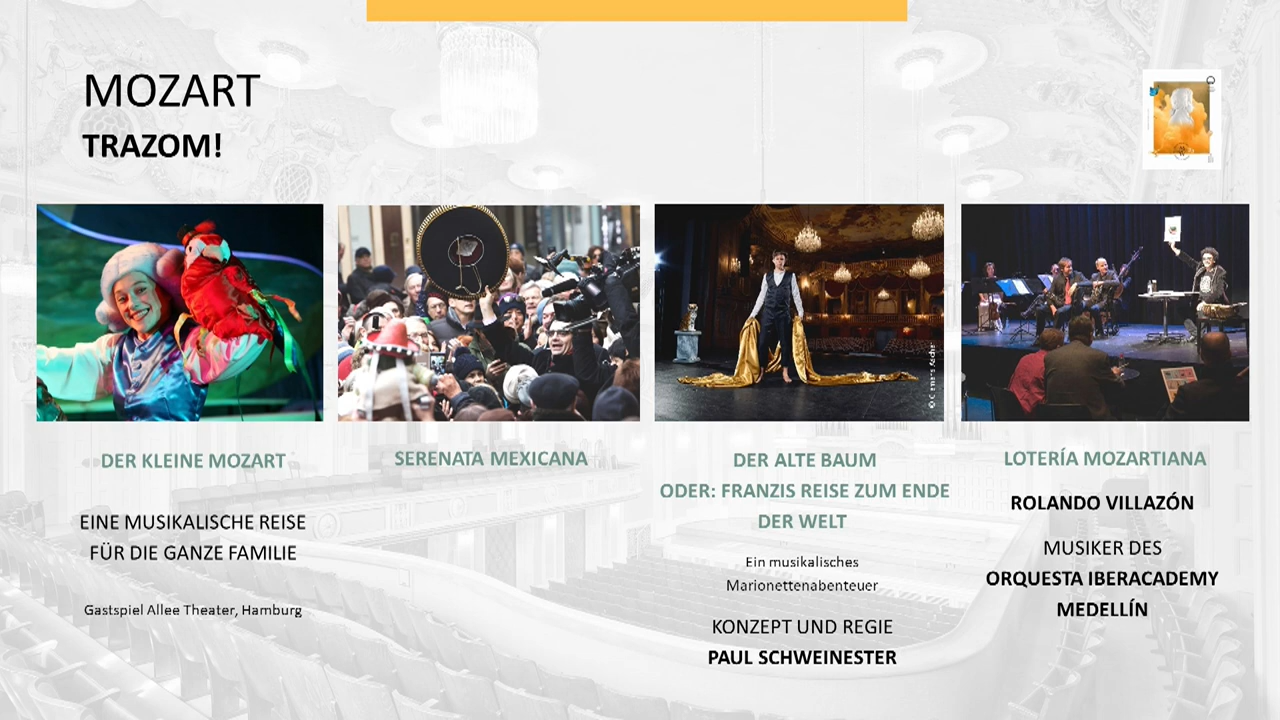 MOZART
TRAZOM!
DER KLEINE MOZART
EINE MUSIKALISCHE REISE
FÜR DIE GANZE FAMILIE
Gastspiel Allee Theater, Hamburg
SERENATA MEXICANA
DER ALTE BAUM
ODER: FRANZIS REISE ZUM ENDE
DER WELT
Ein musikalisches
Marionettenabenteuer
KONZEPT UND REGIE
PAUL SCHWEINESTER
LOTERÍA MOZARTIANA
ROLANDO VILLAZÓN
MUSIKER DES
ORQUESTA IBERACADEMY
MEDELLÍN